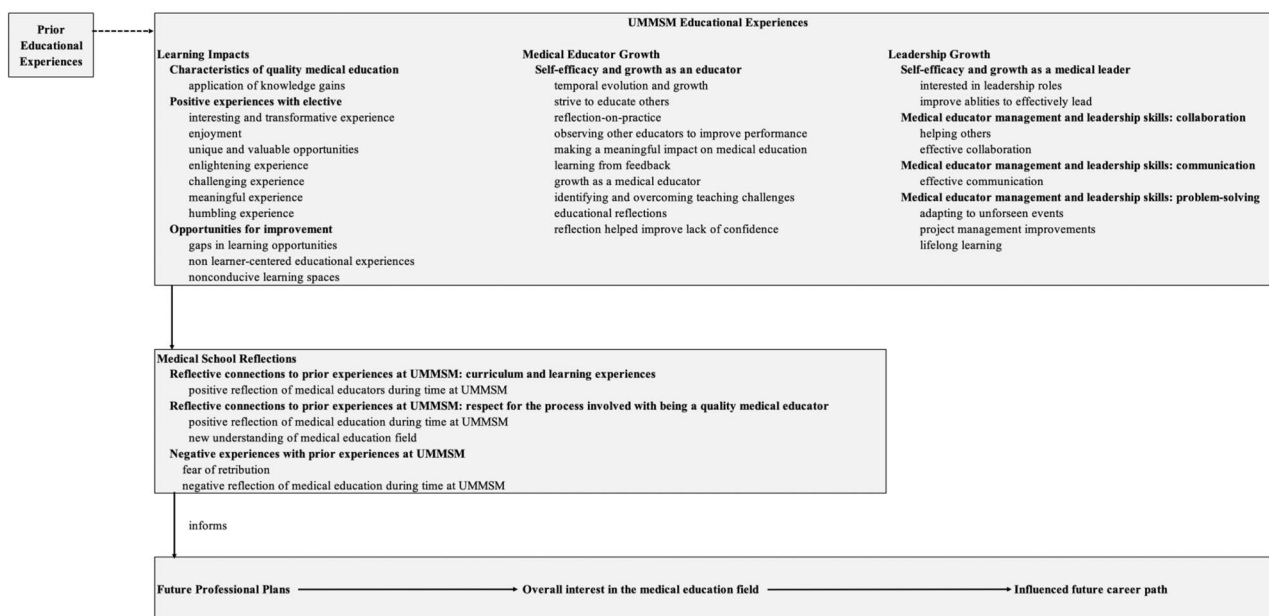 Prior
Educational
Experiences
UMMSM Educational Experiences
Learning Impacts
Characteristics of quality medical education
application of knowledge gains
Positive experiences with elective
interesting and transformative experience
enjoyment
unique and valuable opportunities
enlightening experience
challenging experience
meaningful experience
humbling experience
Opportunities for improvement
gaps in learning opportunities
non learner-centered educational experiences
nonconducive learning spaces
Medical Educator Growth
Self-efficacy and growth as an educator
temporal evolution and growth
strive to educate others
reflection-on-practice
observing other educators to improve performance
making a meaningful impact on medical education
learning from feedback
growth as a medical educator
identifying and overcoming teaching challenges
educational reflections
reflection helped improve lack of confidence
Leadership Growth
Self-efficacy and growth as a medical leader
interested in leadership roles
improve ablities to effectively lead
Medical educator management and leadership skills: collaboration
helping others
effective collaboration
Medical educator management and leadership skills: communication
effective communication
Medical educator management and leadership skills: problem-solving
adapting to unforseen events
project management improvements
lifelong learning
Medical School Reflections
Reflective connections to prior experiences at UMMSM: curriculum and learning experiences
positive reflection of medical educators during time at UMMSM
Reflective connections to prior experiences at UMMSM: respect for the process involved with being a quality medical educator
positive reflection of medical education during time at UMMSM
new understanding of medical education field
Negative experiences with prior experiences at UMMSM
fear of retribution
negative reflection of medical education during time at UMMSM
informs
Future Professional Plans
Overall interest in the medical education field
Influenced future career path